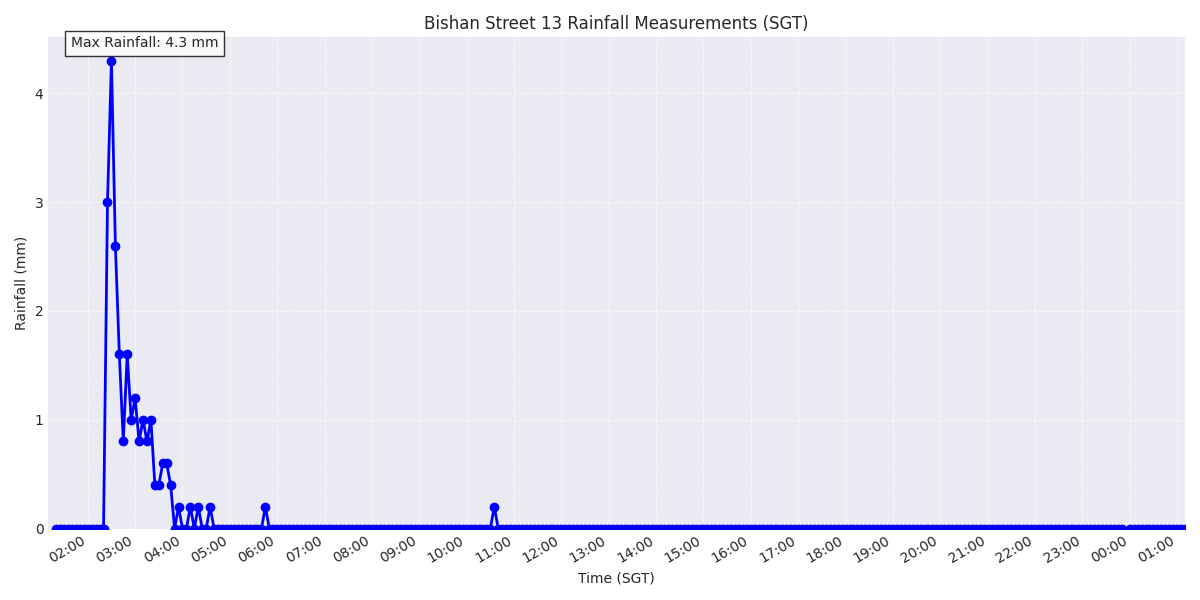 Bishan Street 13 Rainfall Measurements (SGT)
Max Rainfall: 4.3 mm
Rainfall (mm)
4
3
2
1
0
02:00 03:00 04:00 05:00 06:00 07:00 08:00 09:00 10:00 11:00 12:00 13:00 14:00 15:00 16:00 17:00 18:00 19:00 20:00 21:00 22:00 23:00 00:00 01:00
Time (SGT)